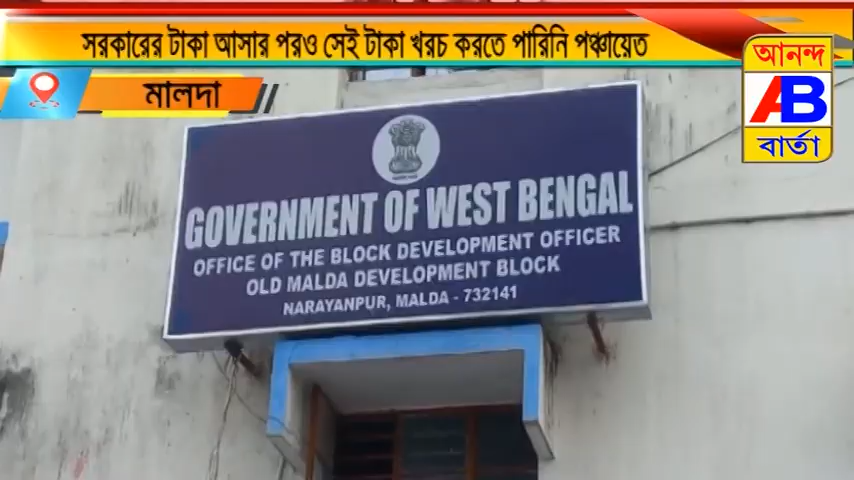 সরকারের টাকা আসার পরও সেই টাকা খরচ করতে পারিনি পঞ্চায়েত
মালদা
আনন্দ
AB
বার্তা
GOVERNMENT OF WEST BENGAL
OFFICE OF THE BLOCK DEVELOPMENT OFFICER
OLD MALDA DEVELOPMENT BLOCK
NARAYANPUR, MALDA - 732141